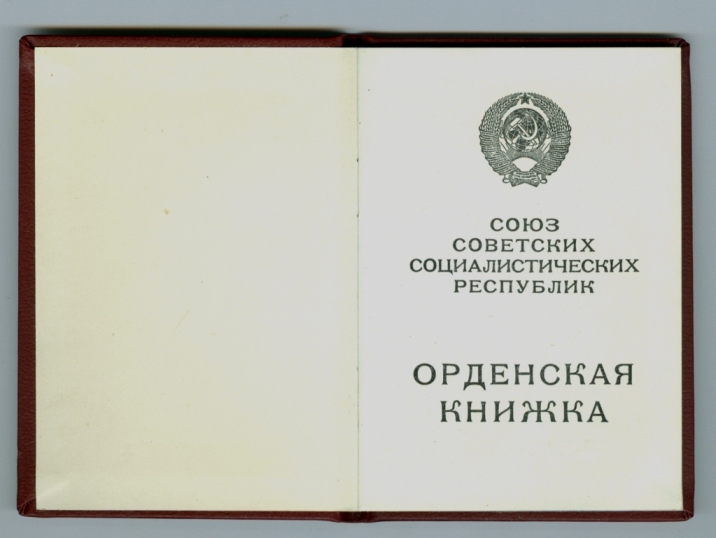 СОЮЗ
СОВЕТСКИХ
СОЦИАЛИСТИЧЕСКИХ
РЕСПУБЛИК
ОРДЕНСКАЯ
КНИЖКА